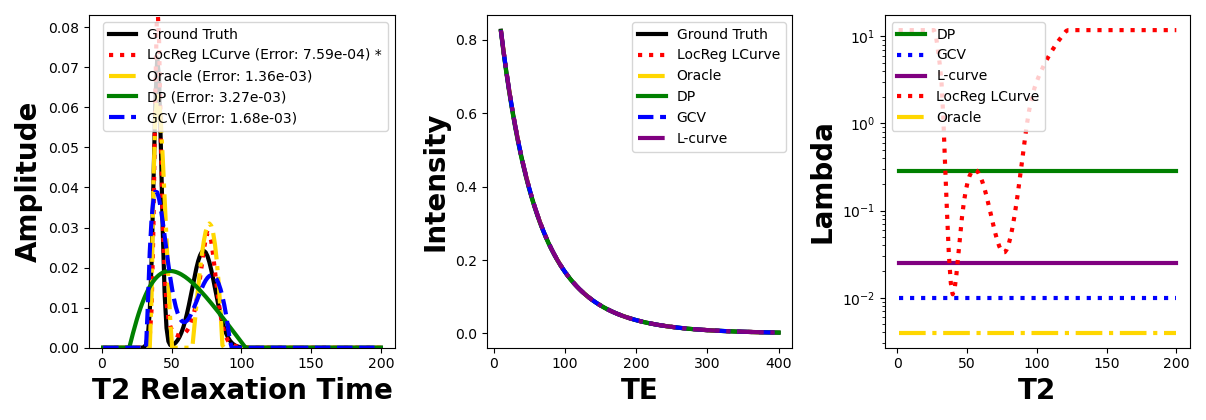 0.08
0.07
0.06
0.05
0.04
0.03
0.02
0.01
0.00
Amplitude
Ground Truth
LocReg LCurve (Error: 7.59e-04) *
Oracle (Error: 1.36e-03)
DP (Error: 3.27e-03)
GCV (Error: 1.68e-03)
0 50 100 150 200
T2 Relaxation Time
0.8
0.6
0.4
0.2
0.0
Intensity
Ground Truth
LocReg LCurve
Oracle
DP
GCV
L-curve
0 100 200 300 400
TE
10¹
10⁰
10⁻¹
10⁻²
Lambda
DP
GCV
L-curve
LocReg LCurve
Oracle
0 50 100 150 200
T2